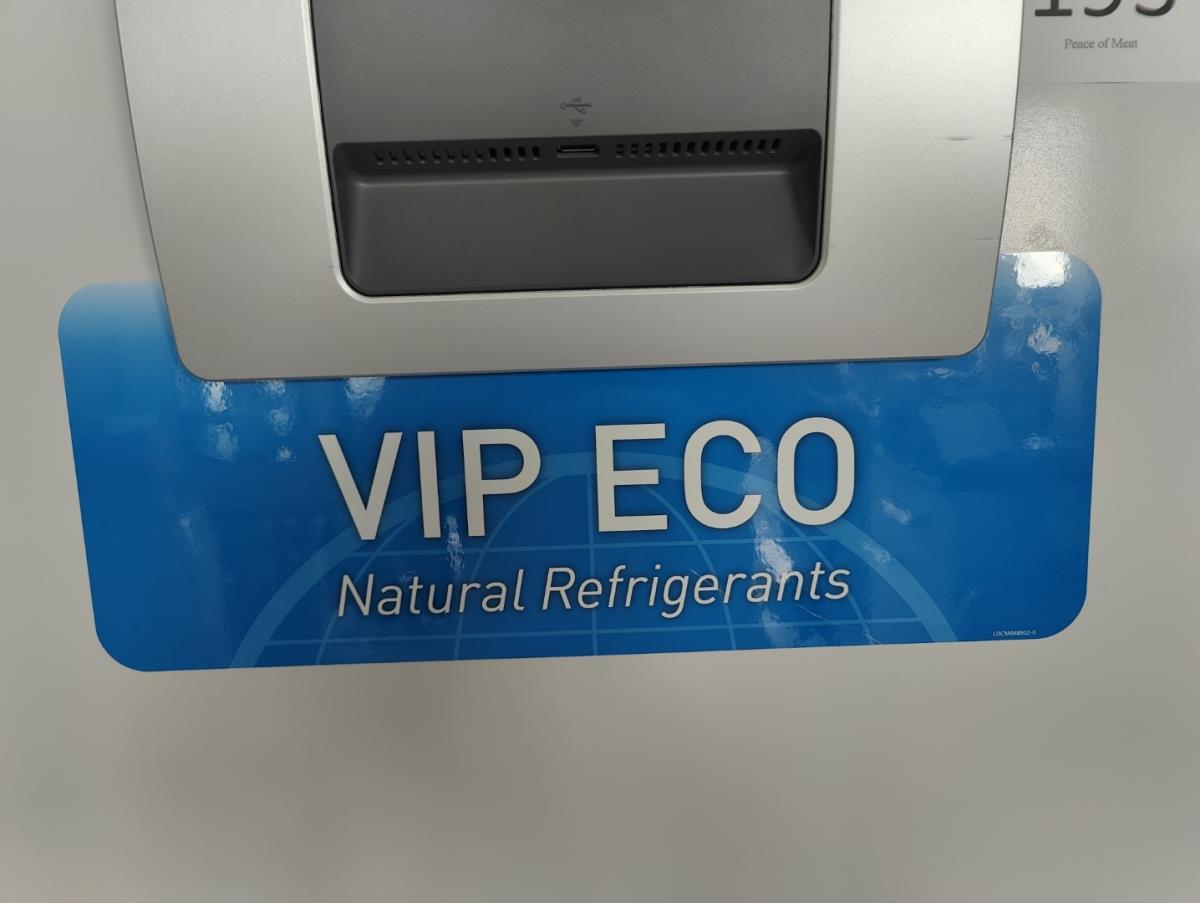 Peace of Meat
VIP ECO
Natural Refrigerants